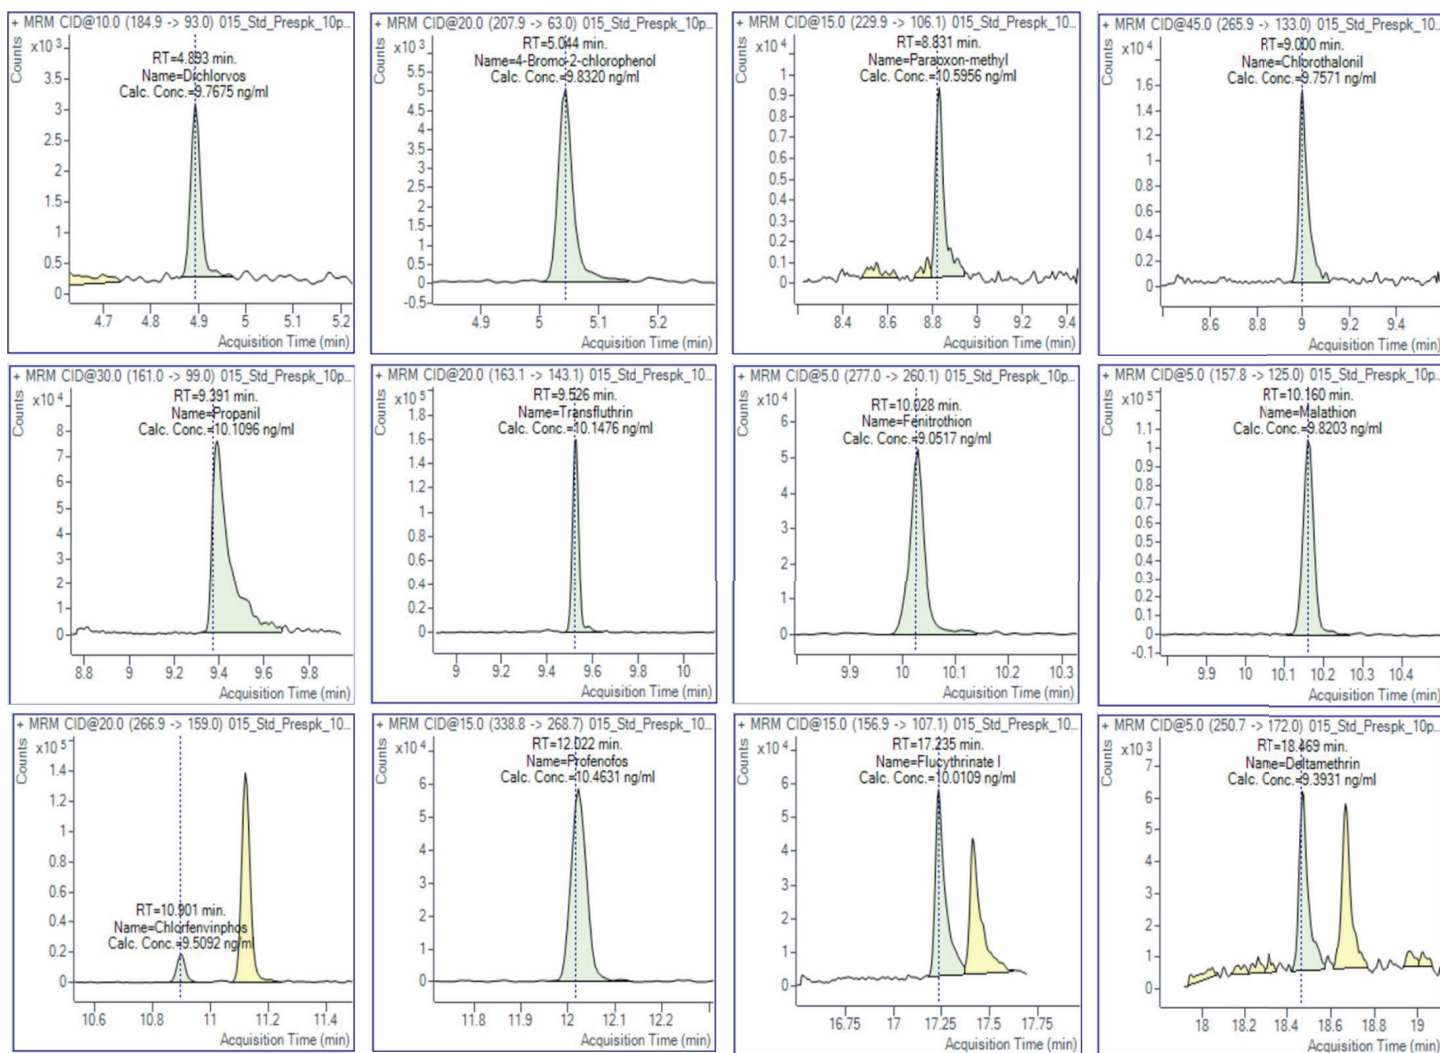 + MRM CID@10.0 (184.9 -> 93.0) 015_Std_Prespk_10p...
Counts
x10 3
RT=4.893 min.
Name=Dichlorvos
Calc. Conc.=9.7675 ng/ml
3.5
3
2.5
2
1.5
1
0.5
0
4.7 4.8 4.9 5 5.1 5.2
Acquisition Time (min)
+ MRM CID@20.0 (207.9 -> 63.0) 015_Std_Prespk_10p...
Counts
x10 3
RT=5.044 min.
Name=4-Bromo-2-chlorophenol
Calc. Conc.=9.8320 ng/ml
5.5
5
4.5
4
3.5
3
2.5
2
1.5
1
0.5
0
-0.5
4.9 5 5.1 5.2
Acquisition Time (min)
+ MRM CID@15.0 (229.9 -> 106.1) 015_Std_Prespk_10...
Counts
x10 4
RT=8.831 min.
Name=Paraoxon-methyl
Calc. Conc.=10.5956 ng/ml
1
0.9
0.8
0.7
0.6
0.5
0.4
0.3
0.2
0.1
0
8.4 8.6 8.8 9 9.2 9.4
Acquisition Time (min)
+ MRM CID@45.0 (265.9 -> 133.0) 015_Std_Prespk_10...
Counts
x10 4
RT=9.000 min.
Name=Chlorothalonil
Calc. Conc.=9.7571 ng/ml
1.6
1.4
1.2
1
0.8
0.6
0.4
0.2
0
8.6 8.8 9 9.2 9.4
Acquisition Time (min)
+ MRM CID@30.0 (161.0 -> 99.0) 015_Std_Prespk_10p...
Counts
x10 4
RT=9.391 min.
Name=Propanil
Calc. Conc.=10.1096 ng/ml
8
7
6
5
4
3
2
1
0
8.8 9 9.2 9.4 9.6 9.8
Acquisition Time (min)
+ MRM CID@20.0 (163.1 -> 143.1) 015_Std_Prespk_10...
Counts
x10 5
RT=9.526 min.
Name=Transfluthrin
Calc. Conc.=10.1476 ng/ml
1.8
1.6
1.4
1.2
1
0.8
0.6
0.4
0.2
0
9 9.2 9.4 9.6 9.8 10
Acquisition Time (min)
+ MRM CID@5.0 (277.0 -> 260.1) 015_Std_Prespk_10p...
Counts
x10 4
RT=10.028 min.
Name=Fenitrothion
Calc. Conc.=9.0517 ng/ml
6
5
4
3
2
1
0
9.9 10 10.1 10.2 10.3
Acquisition Time (min)
+ MRM CID@5.0 (157.8 -> 125.0) 015_Std_Prespk_10p...
Counts
x10 5
RT=10.160 min.
Name=Malathion
Calc. Conc.=9.8203 ng/ml
1.1
1
0.9
0.8
0.7
0.6
0.5
0.4
0.3
0.2
0.1
0
-0.1
9.9 10 10.1 10.2 10.3 10.4
Acquisition Time (min)
+ MRM CID@20.0 (266.9 -> 159.0) 015_Std_Prespk_10...
Counts
x10 5
1.4
1.2
1
0.8
0.6
0.4
0.2
0
RT=10.901 min.
Name=Chlorfenvinphos
Calc. Conc.=9.5092 ng/ml
10.6 10.8 11 11.2 11.4
Acquisition Time (min)
+ MRM CID@15.0 (338.8 -> 268.7) 015_Std_Prespk_10...
Counts
x10 4
RT=12.022 min.
Name=Profenofos
Calc. Conc.=10.4631 ng/ml
6
5
4
3
2
1
0
11.8 11.9 12 12.1 12.2
Acquisition Time (min)
+ MRM CID@15.0 (156.9 -> 107.1) 015_Std_Prespk_10...
Counts
x10 4
RT=17.235 min.
Name=Flucythrinate I
Calc. Conc.=10.0109 ng/ml
6
5
4
3
2
1
0
16.75 17 17.25 17.5 17.75
Acquisition Time (min)
+ MRM CID@5.0 (250.7 -> 172.0) 015_Std_Prespk_10p...
Counts
x10 3
RT=18.469 min.
Name=Deltamethrin
Calc. Conc.=9.3931 ng/ml
7
6
5
4
3
2
1
0
18 18.2 18.4 18.6 18.8 19
Acquisition Time (min)